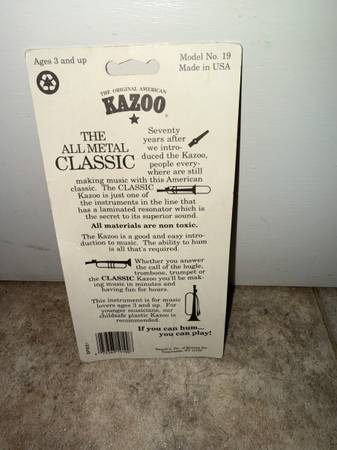 Ages 3 and up
Model No. 19
Made in USA
THE ORIGINAL AMERICAN
KAZOO
THE
ALL METAL
CLASSIC
Seventy
years after
we intro-
duced the Kazoo,
people every-
where are still
making music with this American
classic. The CLASSIC
Kazoo is just one of
the instruments in the line that
has a laminated resonator which is
the secret to its superior sound.
All materials are non toxic.
The Kazoo is a good and easy intro-
duction to music. The ability to hum
is all that's required.
Whether you answer
the call of the bugle,
trombone, trumpet or
the CLASSIC Kazoo you'll be mak-
ing music in minutes and
having fun for hours.
This instrument is for music
lovers ages 3 and up. For
younger musicians, our
childsafe plastic Kazoo is
recommended.
If you can hum...
you can play!